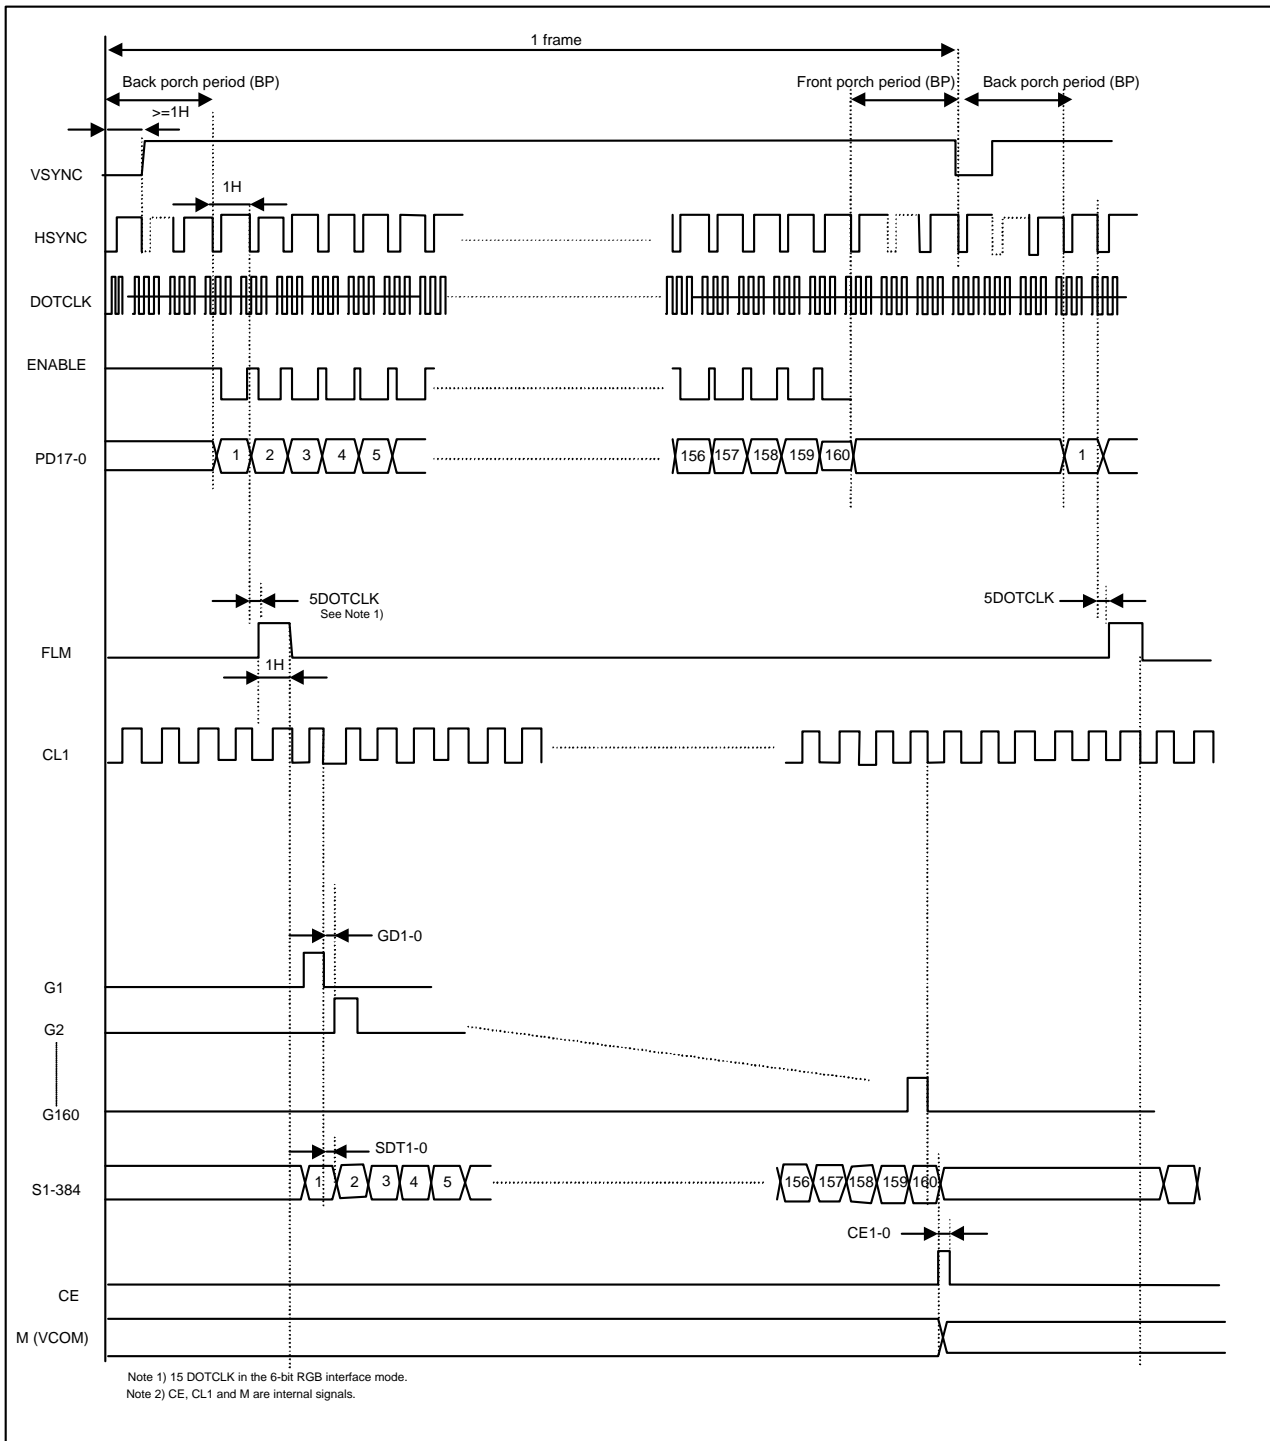 1 frame
Back porch period (BP)
Front porch period (BP)
Back porch period (BP)
>=1H
VSYNC
1H
HSYNC
DOTCLK
ENABLE
PD17-0
1
2
3
4
5
156
157
158
159
160
1
5DOTCLK
See Note 1)
5DOTCLK
FLM
1H
CL1
GD1-0
G1
G2
G160
SDT1-0
S1-384
1
2
3
4
5
156
157
158
159
160
CE1-0
CE
M (VCOM)
Note 1) 15 DOTCLK in the 6-bit RGB interface mode.
Note 2) CE, CL1 and M are internal signals.